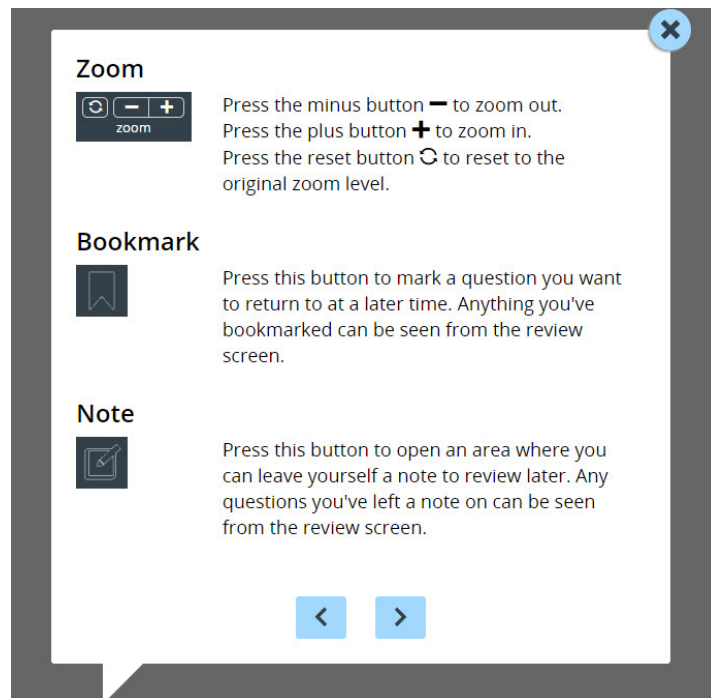 Zoom
zoom
Press the minus button − to zoom out.
Press the plus button + to zoom in.
Press the reset button to reset to the
original zoom level.
Bookmark
Press this button to mark a question you want
to return to at a later time. Anything you've
bookmarked can be seen from the review
screen.
Note
Press this button to open an area where you
can leave yourself a note to review later. Any
questions you've left a note on can be seen
from the review screen.